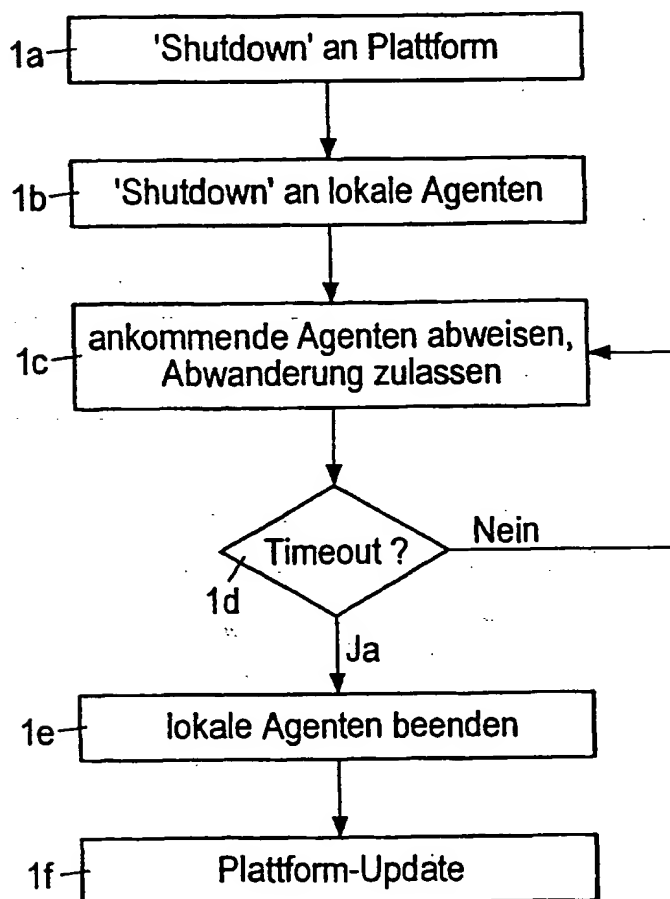 1a
'Shutdown' an Plattform
1b
'Shutdown' an lokale Agenten
1c
ankommende Agenten abweisen,
Abwanderung zulassen
Timeout ?
Nein
1d
Ja
1e
lokale Agenten beenden
1f
Plattform-Update